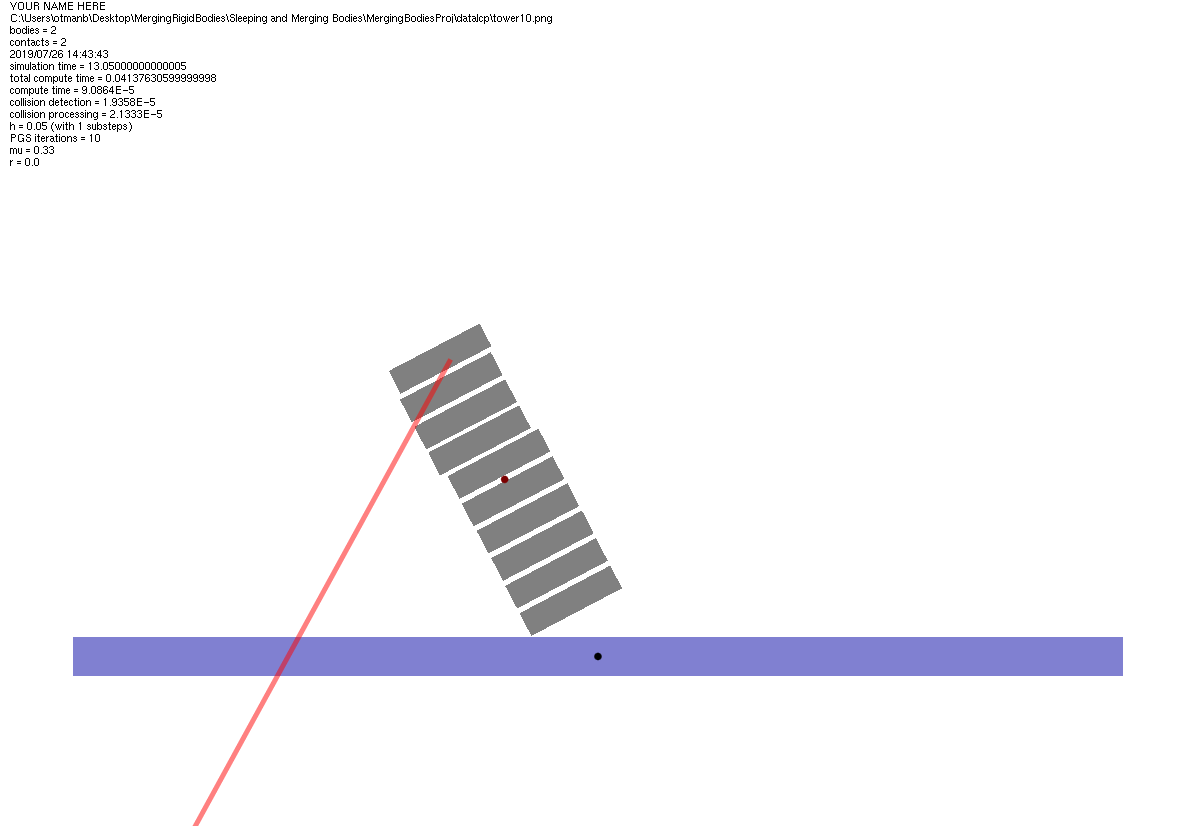 YOUR NAME HERE
C:\Users\otmanb\Desktop\MergingRigidBodies\Sleeping and Merging Bodies\MergingBodiesProj\datalcp\tower10.png
bodies = 2
contacts = 2
2019/07/26 14:43:43
simulation time = 13.05000000000005
total compute time = 0.04137630599999998
compute time = 9.0864E-5
collision detection = 1.9358E-5
collision processing = 2.1333E-5
h = 0.05 (with 1 substeps)
PGS iterations = 10
mu = 0.33
r = 0.0